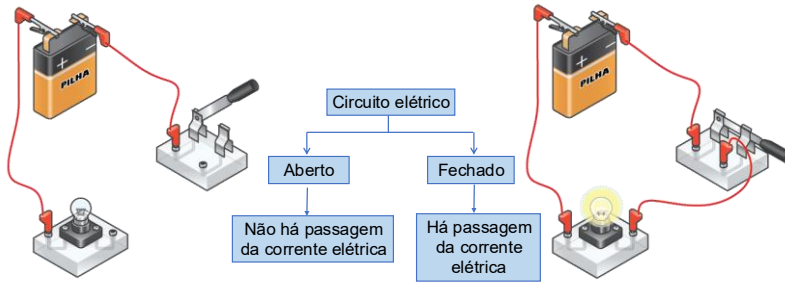 + −
PILHA
Circuito elétrico
Aberto
Fechado
Não há passagem
da corrente elétrica
Há passagem
da corrente
elétrica
+ −
PILHA